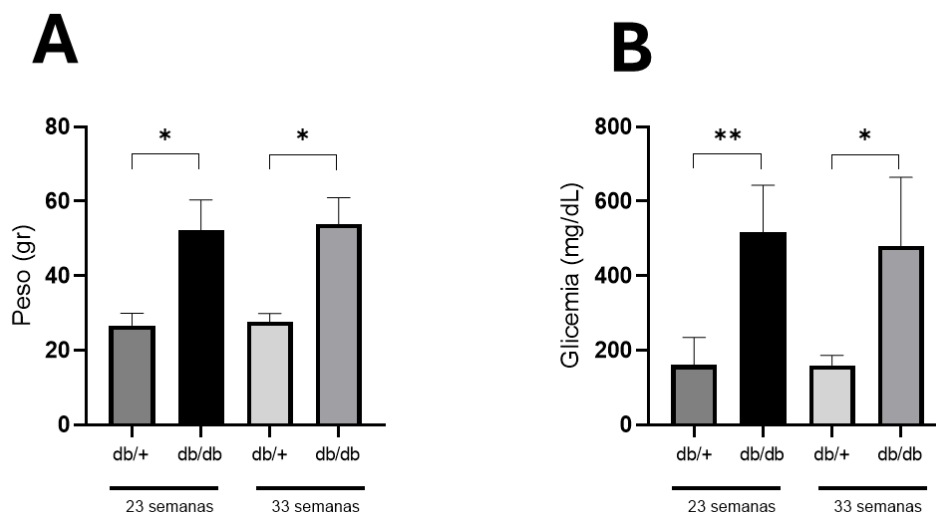 A
Peso (gr)
80
60
40
20
0
*
*
db/+ db/db db/+ db/db
23 semanas 33 semanas
B
Glicemia (mg/dL)
800
600
400
200
0
**
*
db/+ db/db db/+ db/db
23 semanas 33 semanas